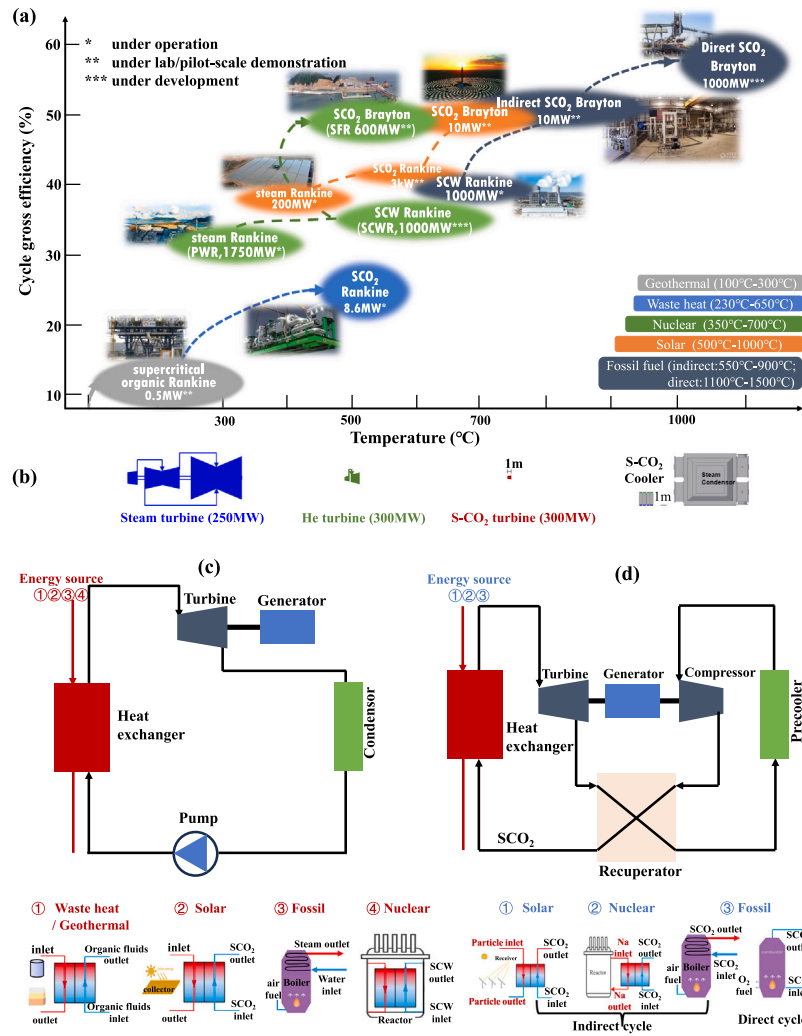 (a)
* under operation
** under lab/pilot-scale demonstration
*** under development
Cycle gross efficiency (%)
60
50
40
30
20
10
Direct SCO₂
Brayton
1000MW***
SCO₂ Brayton
(SFR 600MW**)
SCO₂ Brayton
10MW**
Indirect SCO₂ Brayton
10MW**
steam Rankine
200MW*
SCO₂ Rankine
3kW**
SCW Rankine
1000MW*
steam Rankine
(PWR,1750MW*)
SCW Rankine
(SCWR,1000MW***)
SCO₂
Rankine
8.6MW*
supercritical
organic Rankine
0.5MW**
Geothermal (100℃-300℃)
Waste heat (230℃-650℃)
Nuclear (350℃-700℃)
Solar (500℃-1000℃)
Fossil fuel (indirect:550℃-900℃;
direct:1100℃-1500℃)
300
500
700
1000
Temperature (℃)
(b)
1m
S-CO₂
Cooler
1m
Steam
Condensor
Steam turbine (250MW)
He turbine (300MW)
S-CO₂ turbine (300MW)
(c)
Energy source
①②③④
Turbine
Generator
Heat
exchanger
Condensor
Pump
(d)
Energy source
①②③
Turbine
Generator
Compressor
Heat
exchanger
Precooler
SCO₂
Recuperator
① Waste heat
/ Geothermal
inlet
Organic fluids
outlet
outlet
Organic fluids
inlet
② Solar
inlet
SCO₂
outlet
collector
outlet
SCO₂
inlet
③ Fossil
Steam outlet
Boiler
Water
inlet
air
fuel
④ Nuclear
SCW
outlet
SCW
inlet
Reactor
① Solar
Particle inlet
SCO₂
outlet
Receiver
Particle outlet
SCO₂
inlet
② Nuclear
Na
inlet
SCO₂
outlet
Reactor
Na
outlet
SCO₂
inlet
③ Fossil
SCO₂ outlet
Boiler
air
fuel
SCO₂
inlet
SCO₂
outlet
O₂
fuel
Indirect cycle
Direct cycle